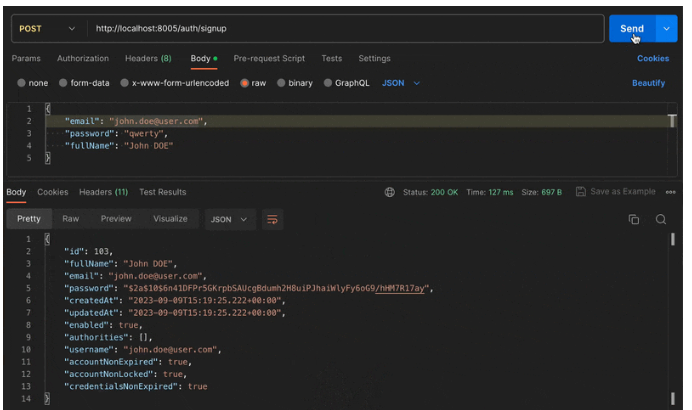 POST http://localhost:8005/auth/signup Send
Params Authorization Headers (8) Body Pre-request Script Tests Settings Cookies
none form-data x-www-form-urlencoded raw binary GraphQL JSON Beautify
1 {
2 "email": "john.doe@user.com",
3 "password": "qwerty",
4 "fullName": "John DOE"
5 }
Body Cookies Headers (11) Test Results Status: 200 OK Time: 127 ms Size: 697 B Save as Example
Pretty Raw Preview Visualize JSON
1 {
2 "id": 103,
3 "fullName": "John DOE",
4 "email": "john.doe@user.com",
5 "password": "$2a$10$6n41DFPr5GKrpbSAUcgBdumh2H8uiPJhaiWlyFy6oG9/hHM7R17ay",
6 "createdAt": "2023-09-09T15:19:25.222+00:00",
7 "updatedAt": "2023-09-09T15:19:25.222+00:00",
8 "enabled": true,
9 "authorities": [],
10 "username": "john.doe@user.com",
11 "accountNonExpired": true,
12 "accountNonLocked": true,
13 "credentialsNonExpired": true
14 }